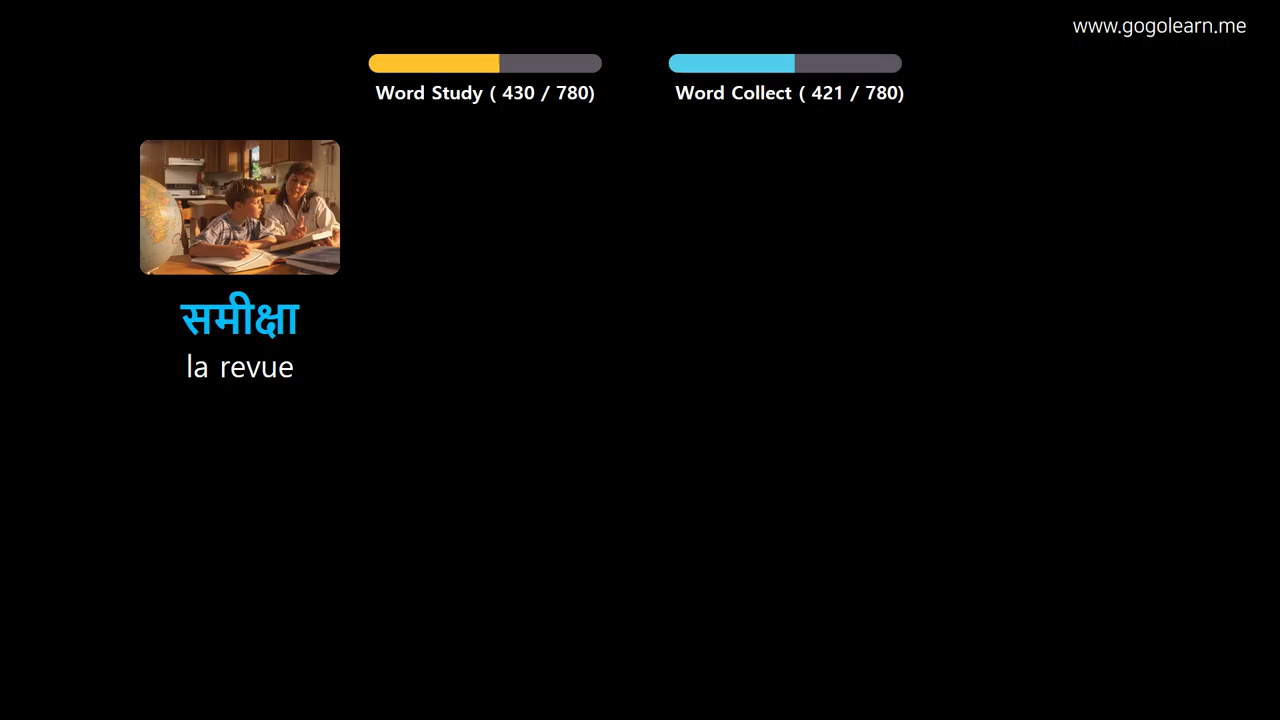 www.gogolearn.me
Word Study ( 430 / 780)
Word Collect ( 421 / 780)
समीक्षा
la revue